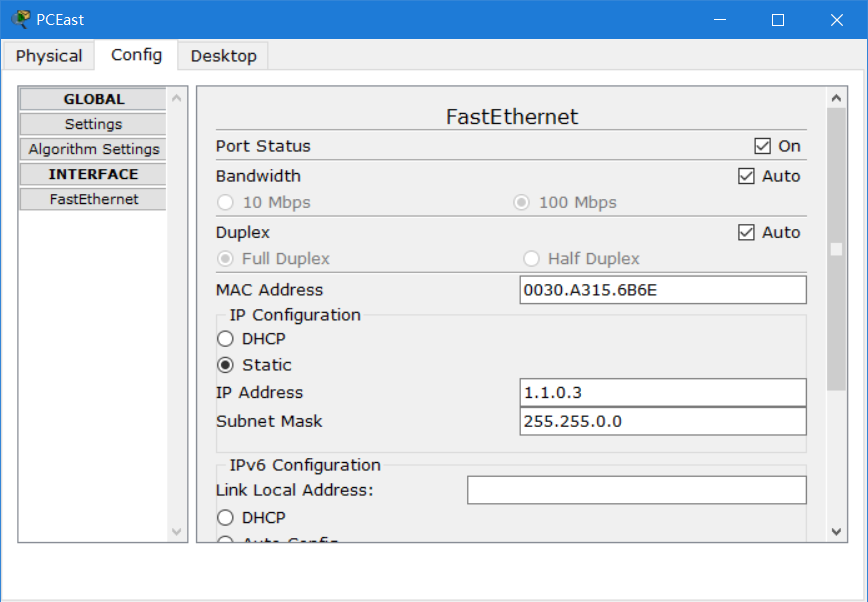 PCEast
Physical Config Desktop
GLOBAL
Settings
Algorithm Settings
INTERFACE
FastEthernet
FastEthernet
Port Status On
Bandwidth Auto
10 Mbps 100 Mbps
Duplex Auto
Full Duplex Half Duplex
MAC Address 0030.A315.6B6E
IP Configuration
DHCP
Static
IP Address 1.1.0.3
Subnet Mask 255.255.0.0
IPv6 Configuration
Link Local Address:
DHCP
Auto Config